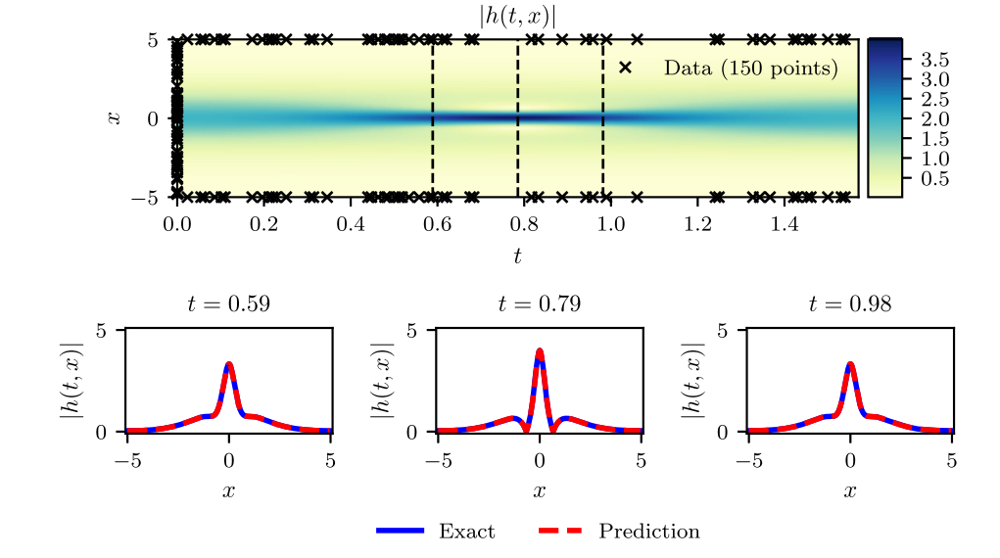 |h(t, x)|
5
0
−5
x
Data (150 points)
3.5
3.0
2.5
2.0
1.5
1.0
0.5
0.0 0.2 0.4 0.6 0.8 1.0 1.2 1.4
t
t = 0.59
|h(t, x)|
5
0
−5 0 5
x
t = 0.79
|h(t, x)|
5
0
−5 0 5
x
t = 0.98
|h(t, x)|
5
0
−5 0 5
x
Exact Prediction